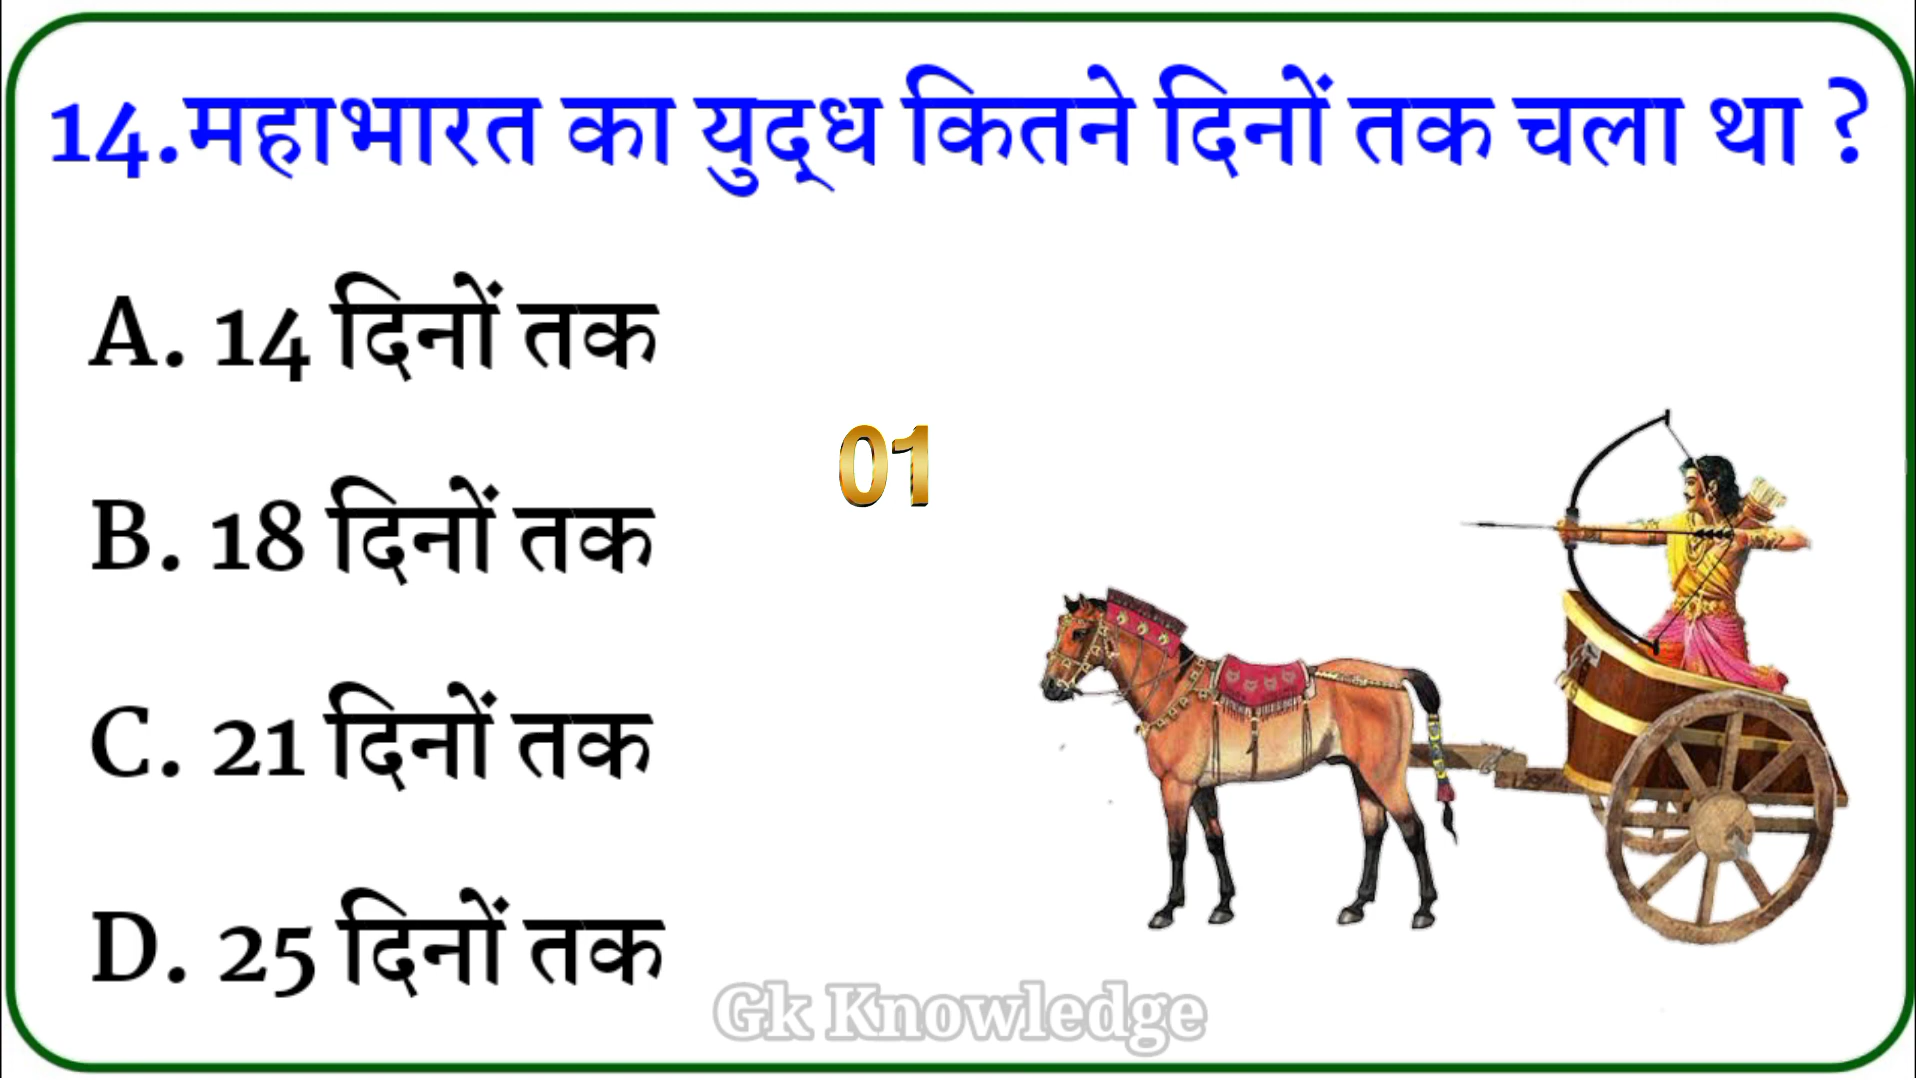 14.महाभारत का युद्ध कितने दिनों तक चला था ?
A. 14 दिनों तक
01
B. 18 दिनों तक
C. 21 दिनों तक
D. 25 दिनों तक
Gk Knowledge